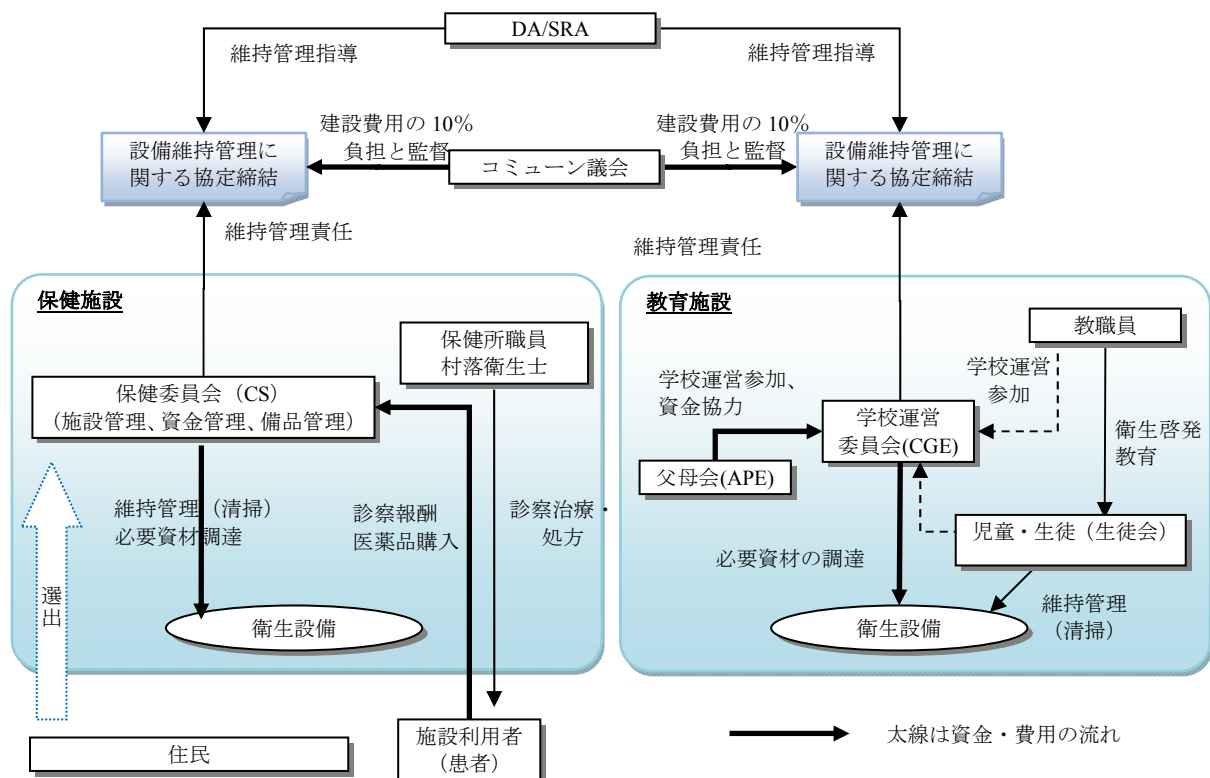 DA/SRA
維持管理指導
維持管理指導
建設費用の 10%
負担と監督
建設費用の 10%
負担と監督
設備維持管理に
関する協定締結
コミューン議会
設備維持管理に
関する協定締結
維持管理責任
維持管理責任
保健施設
保健所職員
村落衛生士
保健委員会（CS）
（施設管理、資金管理、備品管理）
維持管理（清掃）
必要資材調達
診察報酬
医薬品購入
診察治療・
処方
選出
衛生設備
住民
施設利用者
（患者）
教育施設
教職員
学校運営参加、
資金協力
学校運営
参加
学校運営
委員会(CGE)
父母会(APE)
衛生啓発
教育
児童・生徒（生徒会）
必要資材の調達
維持管理
（清掃）
衛生設備
太線は資金・費用の流れ